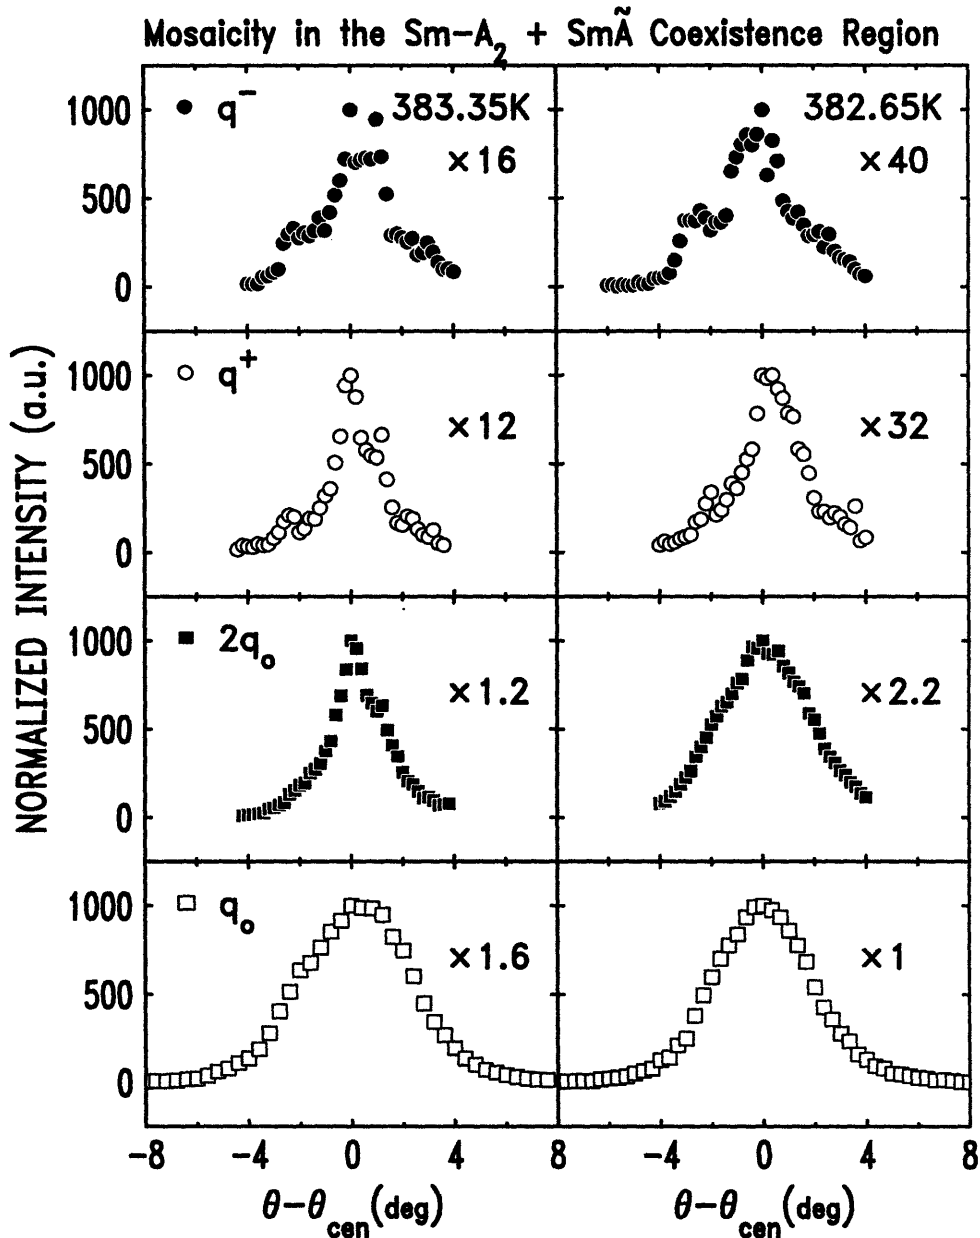 Mosaicity in the Sm-A₂ + SmÃ Coexistence Region
NORMALIZED INTENSITY (a.u.)
1000 q⁻ 383.35K 382.65K
×16 ×40
500
0
1000 q⁺
×12 ×32
500
0
1000 2q₀
×1.2 ×2.2
500
0
1000 q₀
×1.6 ×1
500
0
-8 -4 0 4 8 -4 0 4 8
θ-θcen(deg) θ-θcen(deg)